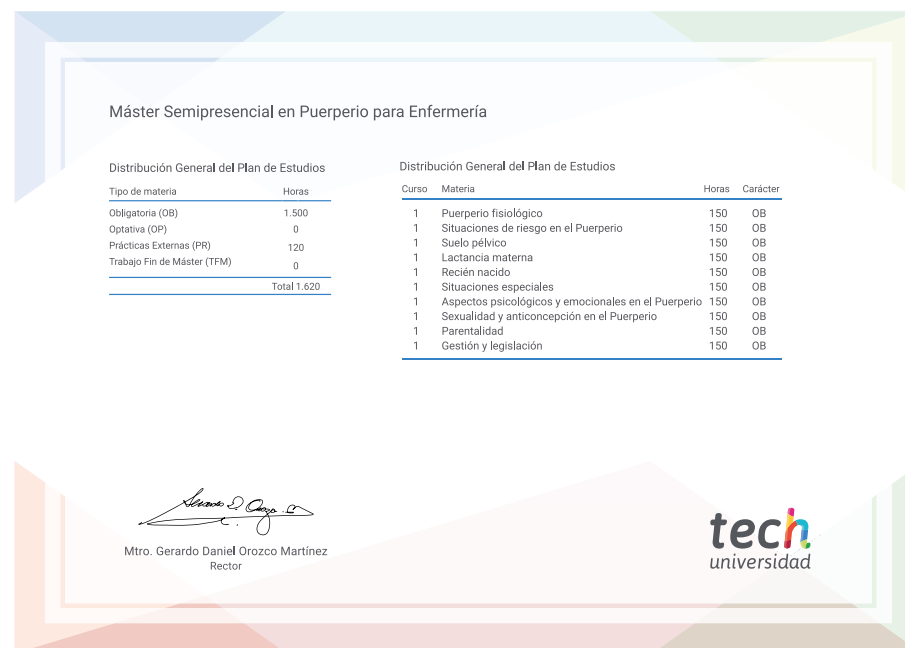 Máster Semipresencial en Puerperio para Enfermería
Distribución General del Plan de Estudios
Tipo de materia Horas
Obligatoria (OB) 1.500
Optativa (OP) 0
Prácticas Externas (PR) 120
Trabajo Fin de Máster (TFM) 0
Total 1.620
Distribución General del Plan de Estudios
Curso Materia Horas Carácter
1 Puerperio fisiológico 150 OB
1 Situaciones de riesgo en el Puerperio 150 OB
1 Suelo pélvico 150 OB
1 Lactancia materna 150 OB
1 Recién nacido 150 OB
1 Situaciones especiales 150 OB
1 Aspectos psicológicos y emocionales en el Puerperio 150 OB
1 Sexualidad y anticoncepción en el Puerperio 150 OB
1 Parentalidad 150 OB
1 Gestión y legislación 150 OB
Mtro. Gerardo Daniel Orozco Martínez
Rector
tech
universidad